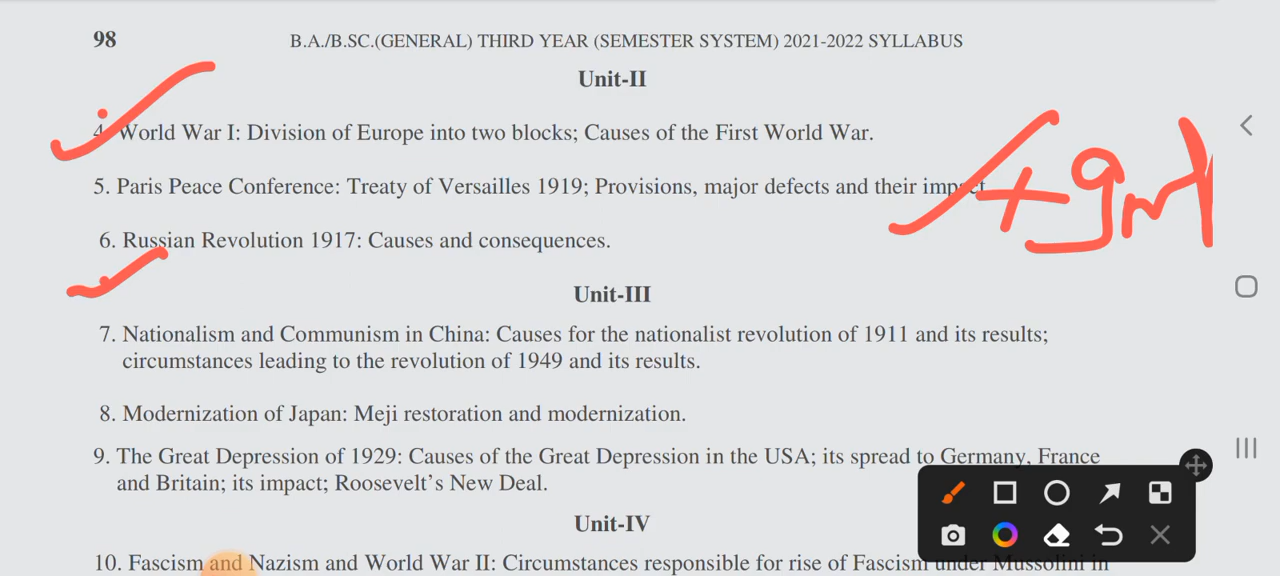 98 B.A./B.SC.(GENERAL) THIRD YEAR (SEMESTER SYSTEM) 2021-2022 SYLLABUS
Unit-II
4. World War I: Division of Europe into two blocks; Causes of the First World War.
5. Paris Peace Conference: Treaty of Versailles 1919; Provisions, major defects and their impact
6. Russian Revolution 1917: Causes and consequences.
Unit-III
7. Nationalism and Communism in China: Causes for the nationalist revolution of 1911 and its results;
circumstances leading to the revolution of 1949 and its results.
8. Modernization of Japan: Meji restoration and modernization.
9. The Great Depression of 1929: Causes of the Great Depression in the USA; its spread to Germany, France
and Britain; its impact; Roosevelt's New Deal.
Unit-IV
10. Fascism and Nazism and World War II: Circumstances responsible for rise of Fascism under Mussolini in